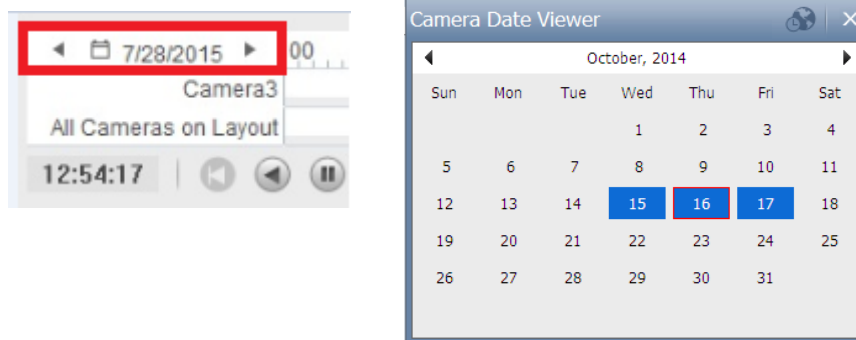 7/28/2015 00
Camera3
All Cameras on Layout
12:54:17
Camera Date Viewer
October, 2014
Sun Mon Tue Wed Thu Fri Sat
1 2 3 4
5 6 7 8 9 10 11
12 13 14 15 16 17 18
19 20 21 22 23 24 25
26 27 28 29 30 31